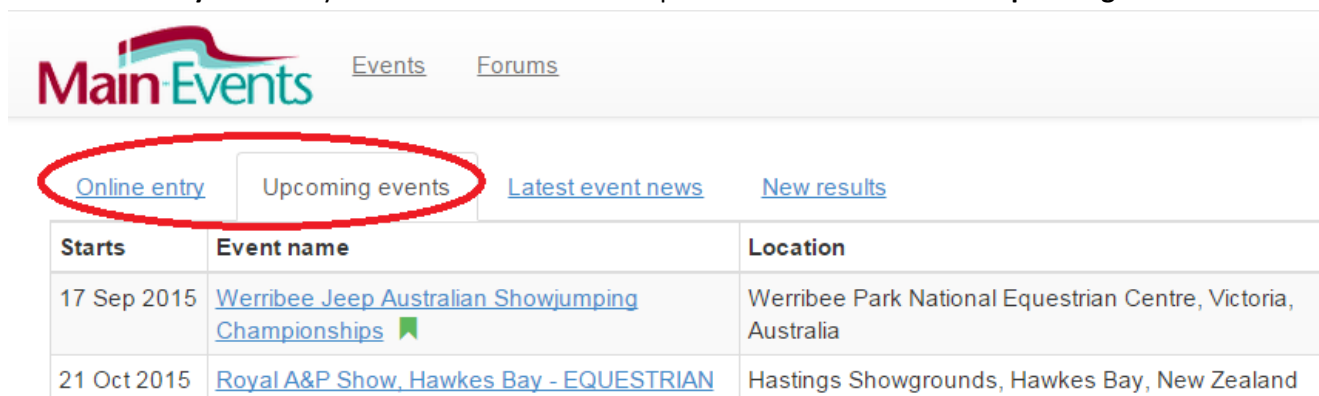 Main-Events
Events
Forums
Online entry
Upcoming events
Latest event news
New results
Starts
Event name
Location
17 Sep 2015
Werribee Jeep Australian Showjumping
Championships
Werribee Park National Equestrian Centre, Victoria,
Australia
21 Oct 2015
Royal A&P Show, Hawkes Bay - EQUESTRIAN
Hastings Showgrounds, Hawkes Bay, New Zealand